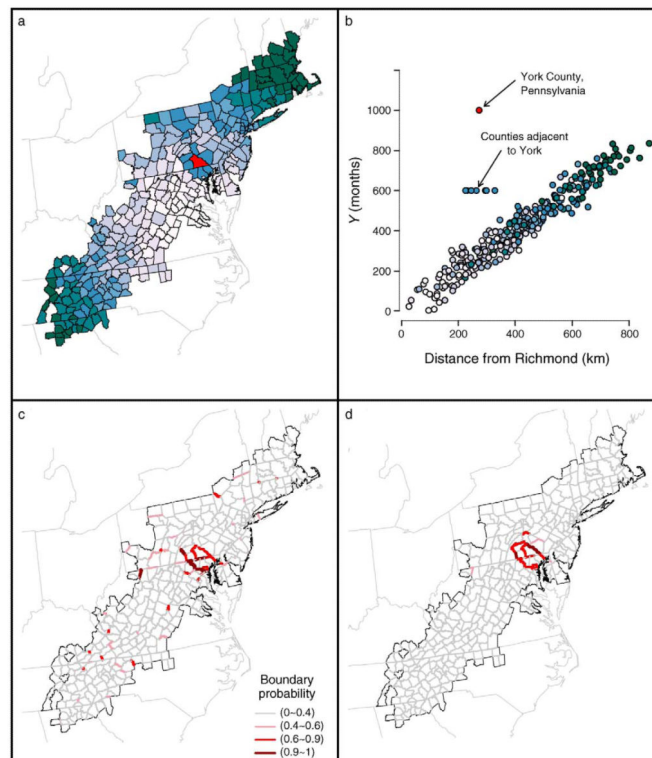 a
b
York County,
Pennsylvania
Counties adjacent
to York
Y (months)
1000
800
600
400
200
0
0
200
400
600
800
Distance from Richmond (km)
c
Boundary
probability
(0~0.4)
(0.4~0.6)
(0.6~0.9)
(0.9~1)
d